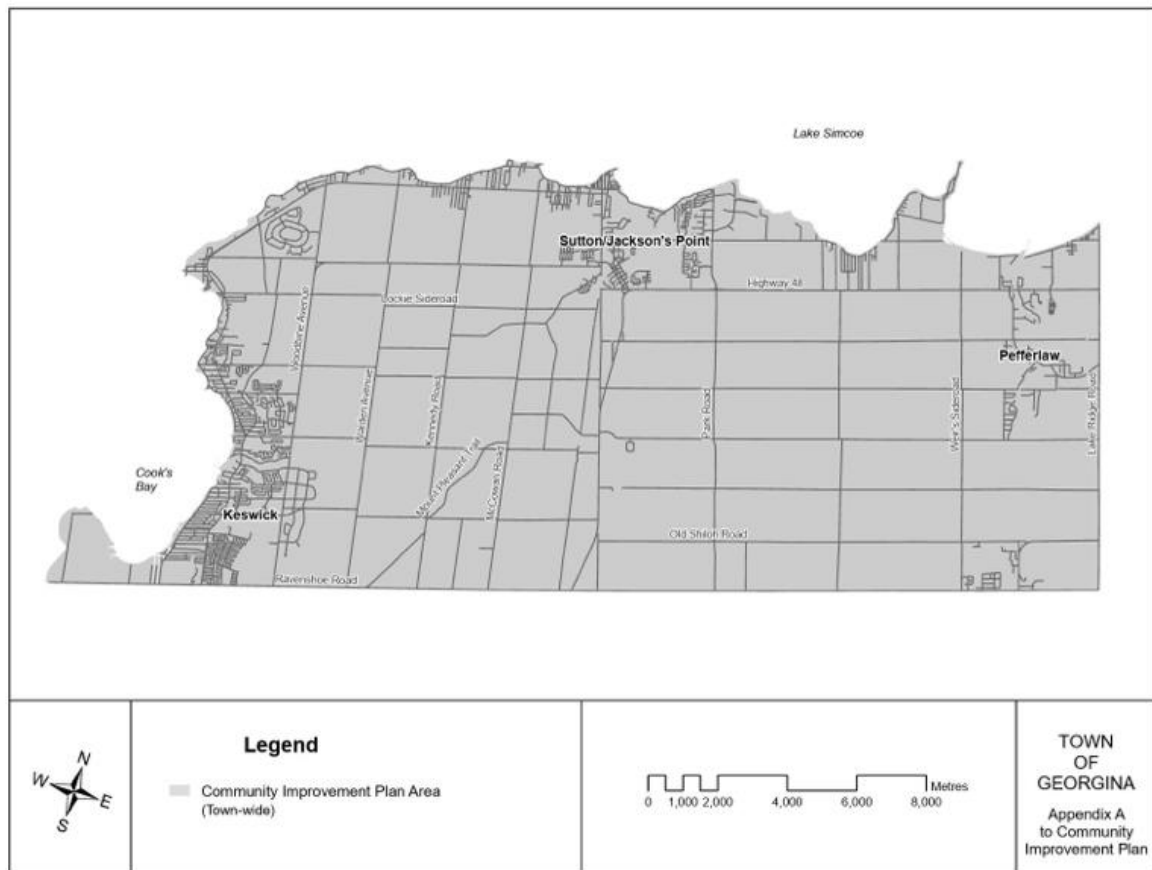 Lake Simcoe
Sutton/Jackson's Point
Highway 48
Lockie Sideroad
Woodbine Avenue
Pefferlaw
Warden Avenue
Kennedy Road
Park Road
Weir's Sideroad
Lake Ridge Road
Cook's
Bay
Mount Pleasant Trail
McCowan Road
Keswick
Old Shiloh Road
Ravenshoe Road
N
W
E
S
Legend
Community Improvement Plan Area
(Town-wide)
Metres
0 1,000 2,000 4,000 6,000 8,000
TOWN
OF
GEORGINA
Appendix A
to Community
Improvement Plan